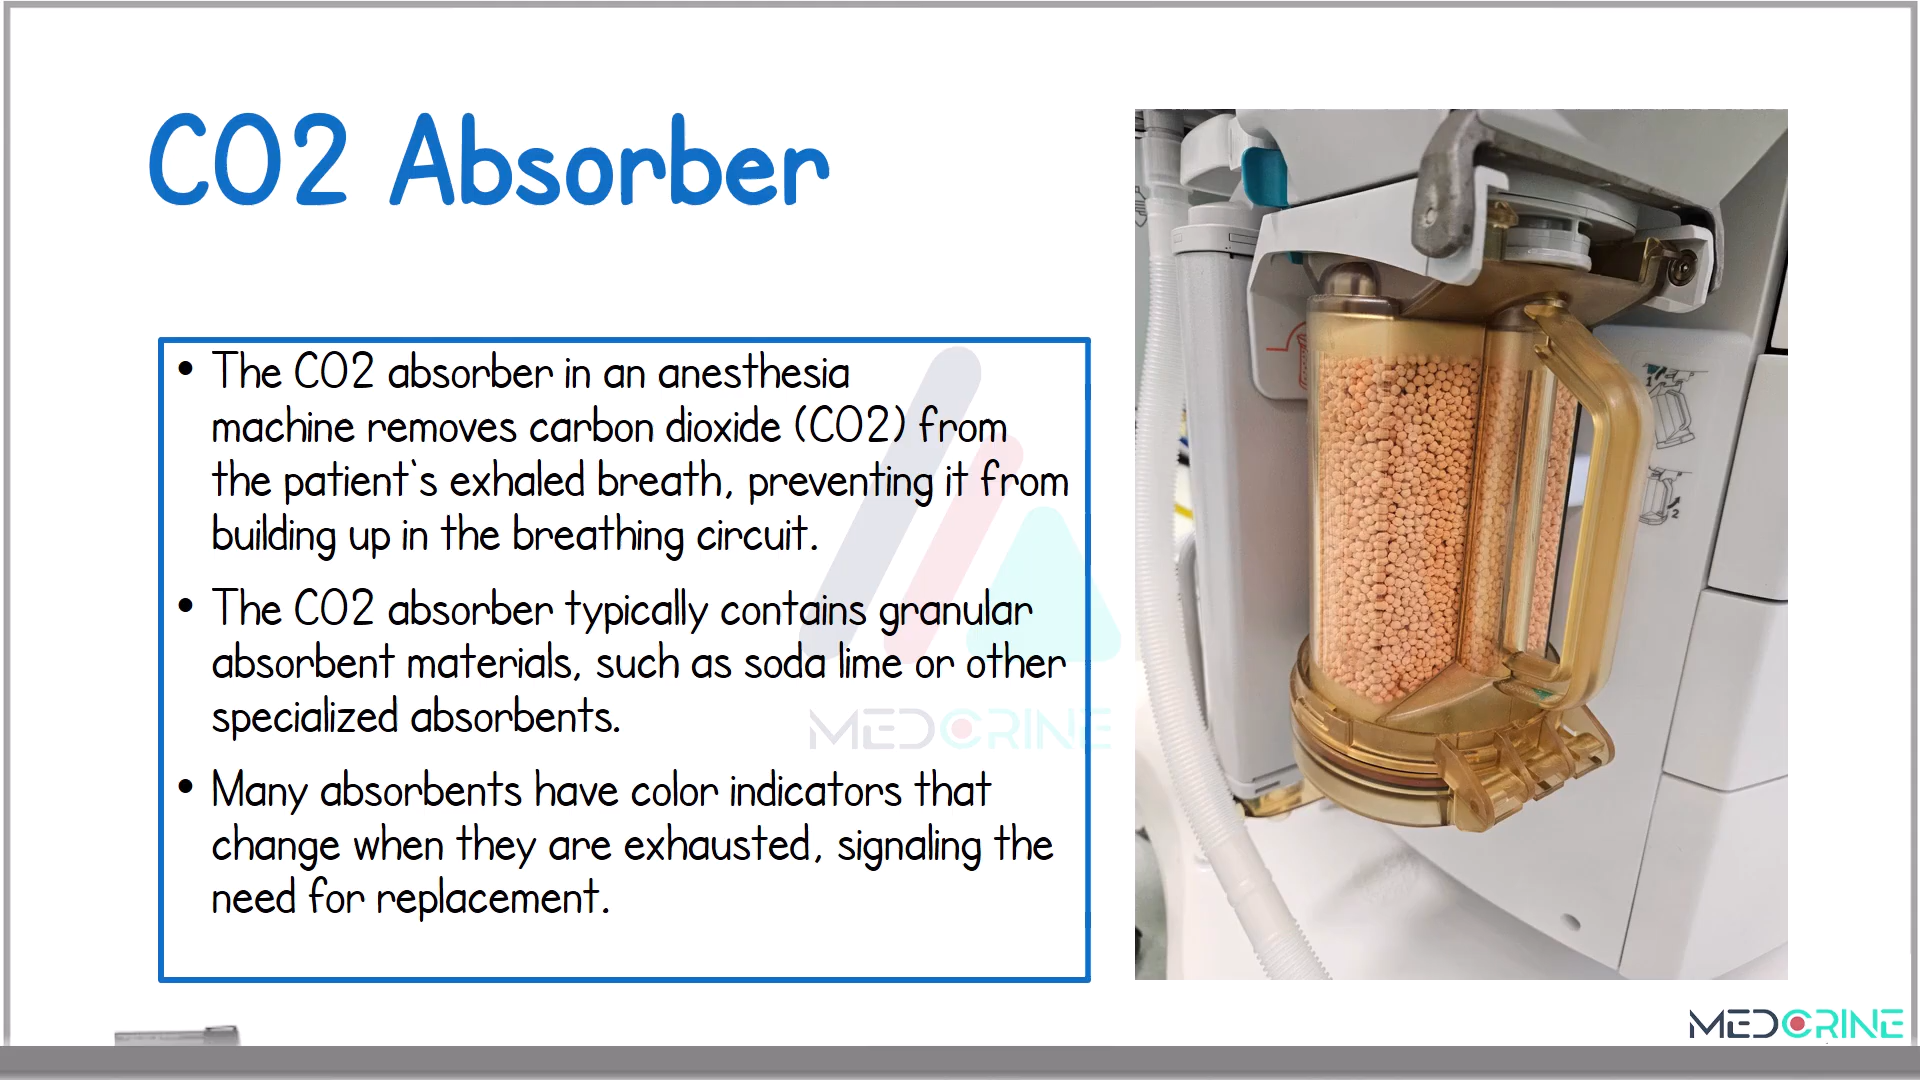 CO2 Absorber
• The CO2 absorber in an anesthesia
machine removes carbon dioxide (CO2) from
the patient's exhaled breath, preventing it from
building up in the breathing circuit.
• The CO2 absorber typically contains granular
absorbent materials, such as soda lime or other
specialized absorbents.
• Many absorbents have color indicators that
change when they are exhausted, signaling the
need for replacement.
MEDCRINE
1
2
MEDCRINE